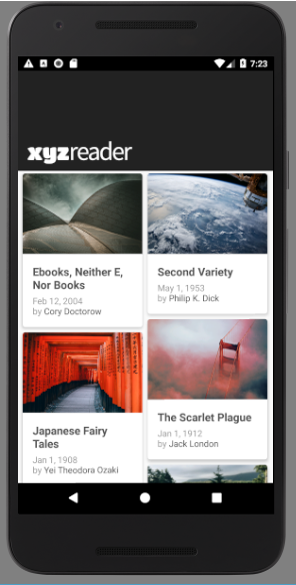 7:23
xyzreader
Ebooks, Neither E,
Nor Books
Feb 12, 2004
by Cory Doctorow
Second Variety
May 1, 1953
by Philip K. Dick
Japanese Fairy
Tales
Jan 1, 1908
by Yei Theodora Ozaki
The Scarlet Plague
Jan 1, 1912
by Jack London